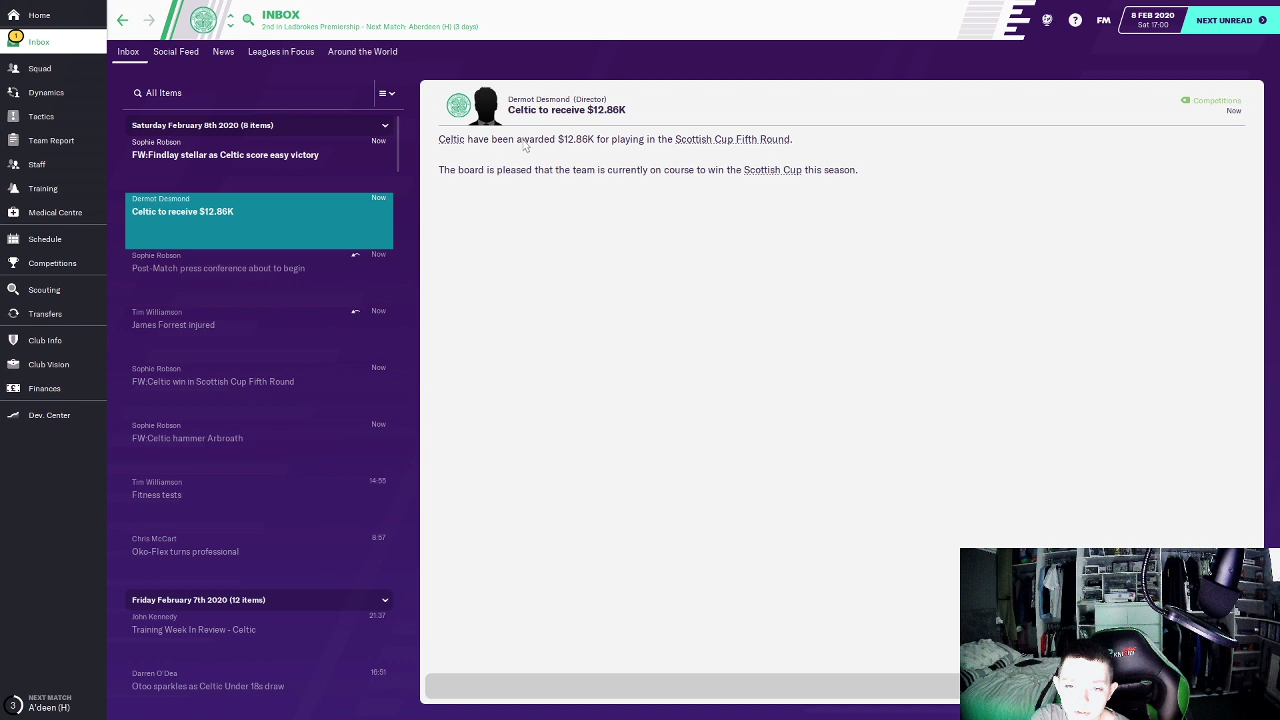 INBOX
2nd in Ladbrokes Premiership - Next Match: Aberdeen (H) (3 days)
FM
8 FEB 2020
Sat 17:00
NEXT UNREAD
1
Inbox
Inbox
Social Feed
News
Leagues in Focus
Around the World
Squad
Dynamics
Tactics
Team Report
Staff
Training
Medical Centre
Schedule
Competitions
Scouting
Transfers
Club Info
Club Vision
Finances
Dev. Center
3
NEXT MATCH
A'deen (H)
All Items
Saturday February 8th 2020 (8 items)
Sophie Robson
Now
FW:Findlay stellar as Celtic score easy victory
Dermot Desmond
Now
Celtic to receive $12.86K
Sophie Robson
Now
Post-Match press conference about to begin
Tim Williamson
Now
James Forrest injured
Sophie Robson
Now
FW:Celtic win in Scottish Cup Fifth Round
Sophie Robson
Now
FW:Celtic hammer Arbroath
Tim Williamson
14:55
Fitness tests
Chris McCart
8:57
Oko-Flex turns professional
Friday February 7th 2020 (12 items)
John Kennedy
21:37
Training Week In Review - Celtic
Darren O'Dea
16:51
Otoo sparkles as Celtic Under 18s draw
Dermot Desmond (Director)
Celtic to receive $12.86K
Competitions
Now
Celtic have been awarded $12.86K for playing in the Scottish Cup Fifth Round.
The board is pleased that the team is currently on course to win the Scottish Cup this season.